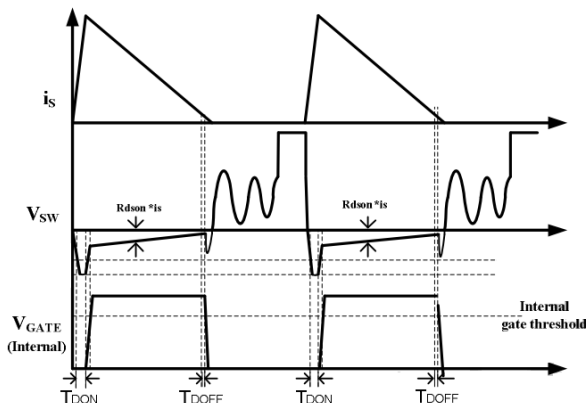 iS
Rdson*is
Rdson*is
VSW
Internal
gate threshold
VGATE
(Internal)
TDON
TDOFF
TDON
TDOFF